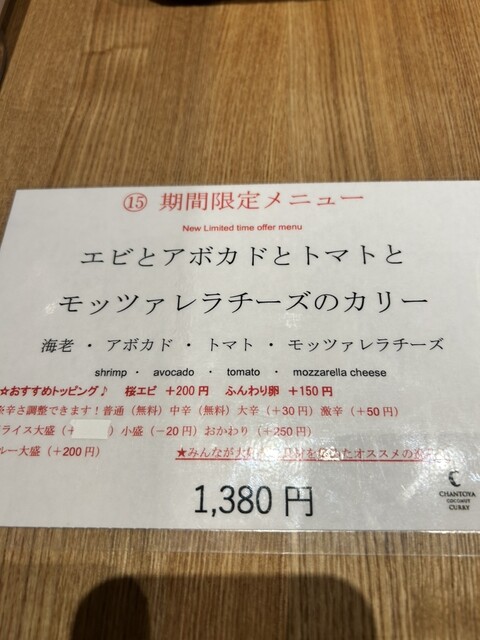 ⑮ 期間限定メニュー
New Limited time offer menu
エビとアボカドとトマトと
モッツァレラチーズのカリー
海老・アボカド・トマト・モッツァレラチーズ
shrimp ・ avocado ・ tomato ・ mozzarella cheese
★おすすめトッピング♪ 桜エビ +200円 ふんわり卵 +150円
辛さ調整できます！普通（無料）中辛（無料）大辛（+30円）激辛（+50円）
ライス大盛（+ 小盛（-20円）おかわり（+250円）
ルー大盛（+200円） ★みんなが大
オススメの
1,380 円
CHANTOYA
COCONUT
CURRY